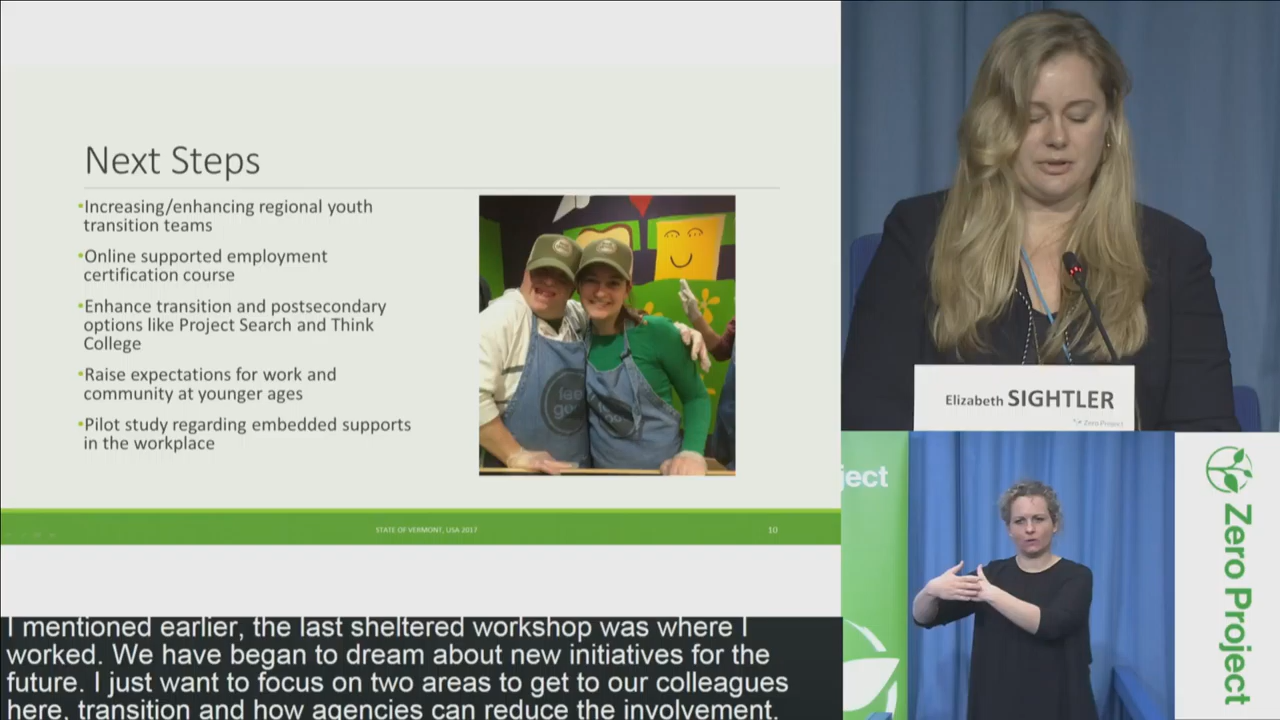 Next Steps
•Increasing/enhancing regional youth
transition teams
•Online supported employment
certification course
•Enhance transition and postsecondary
options like Project Search and Think
College
•Raise expectations for work and
community at younger ages
•Pilot study regarding embedded supports
in the workplace
STATE OF VERMONT, USA 2017
10
I mentioned earlier, the last sheltered workshop was where I
worked. We have began to dream about new initiatives for the
future. I just want to focus on two areas to get to our colleagues
here, transition and how agencies can reduce the involvement.
Elizabeth SIGHTLER
Zero Project
ject
Zero Project